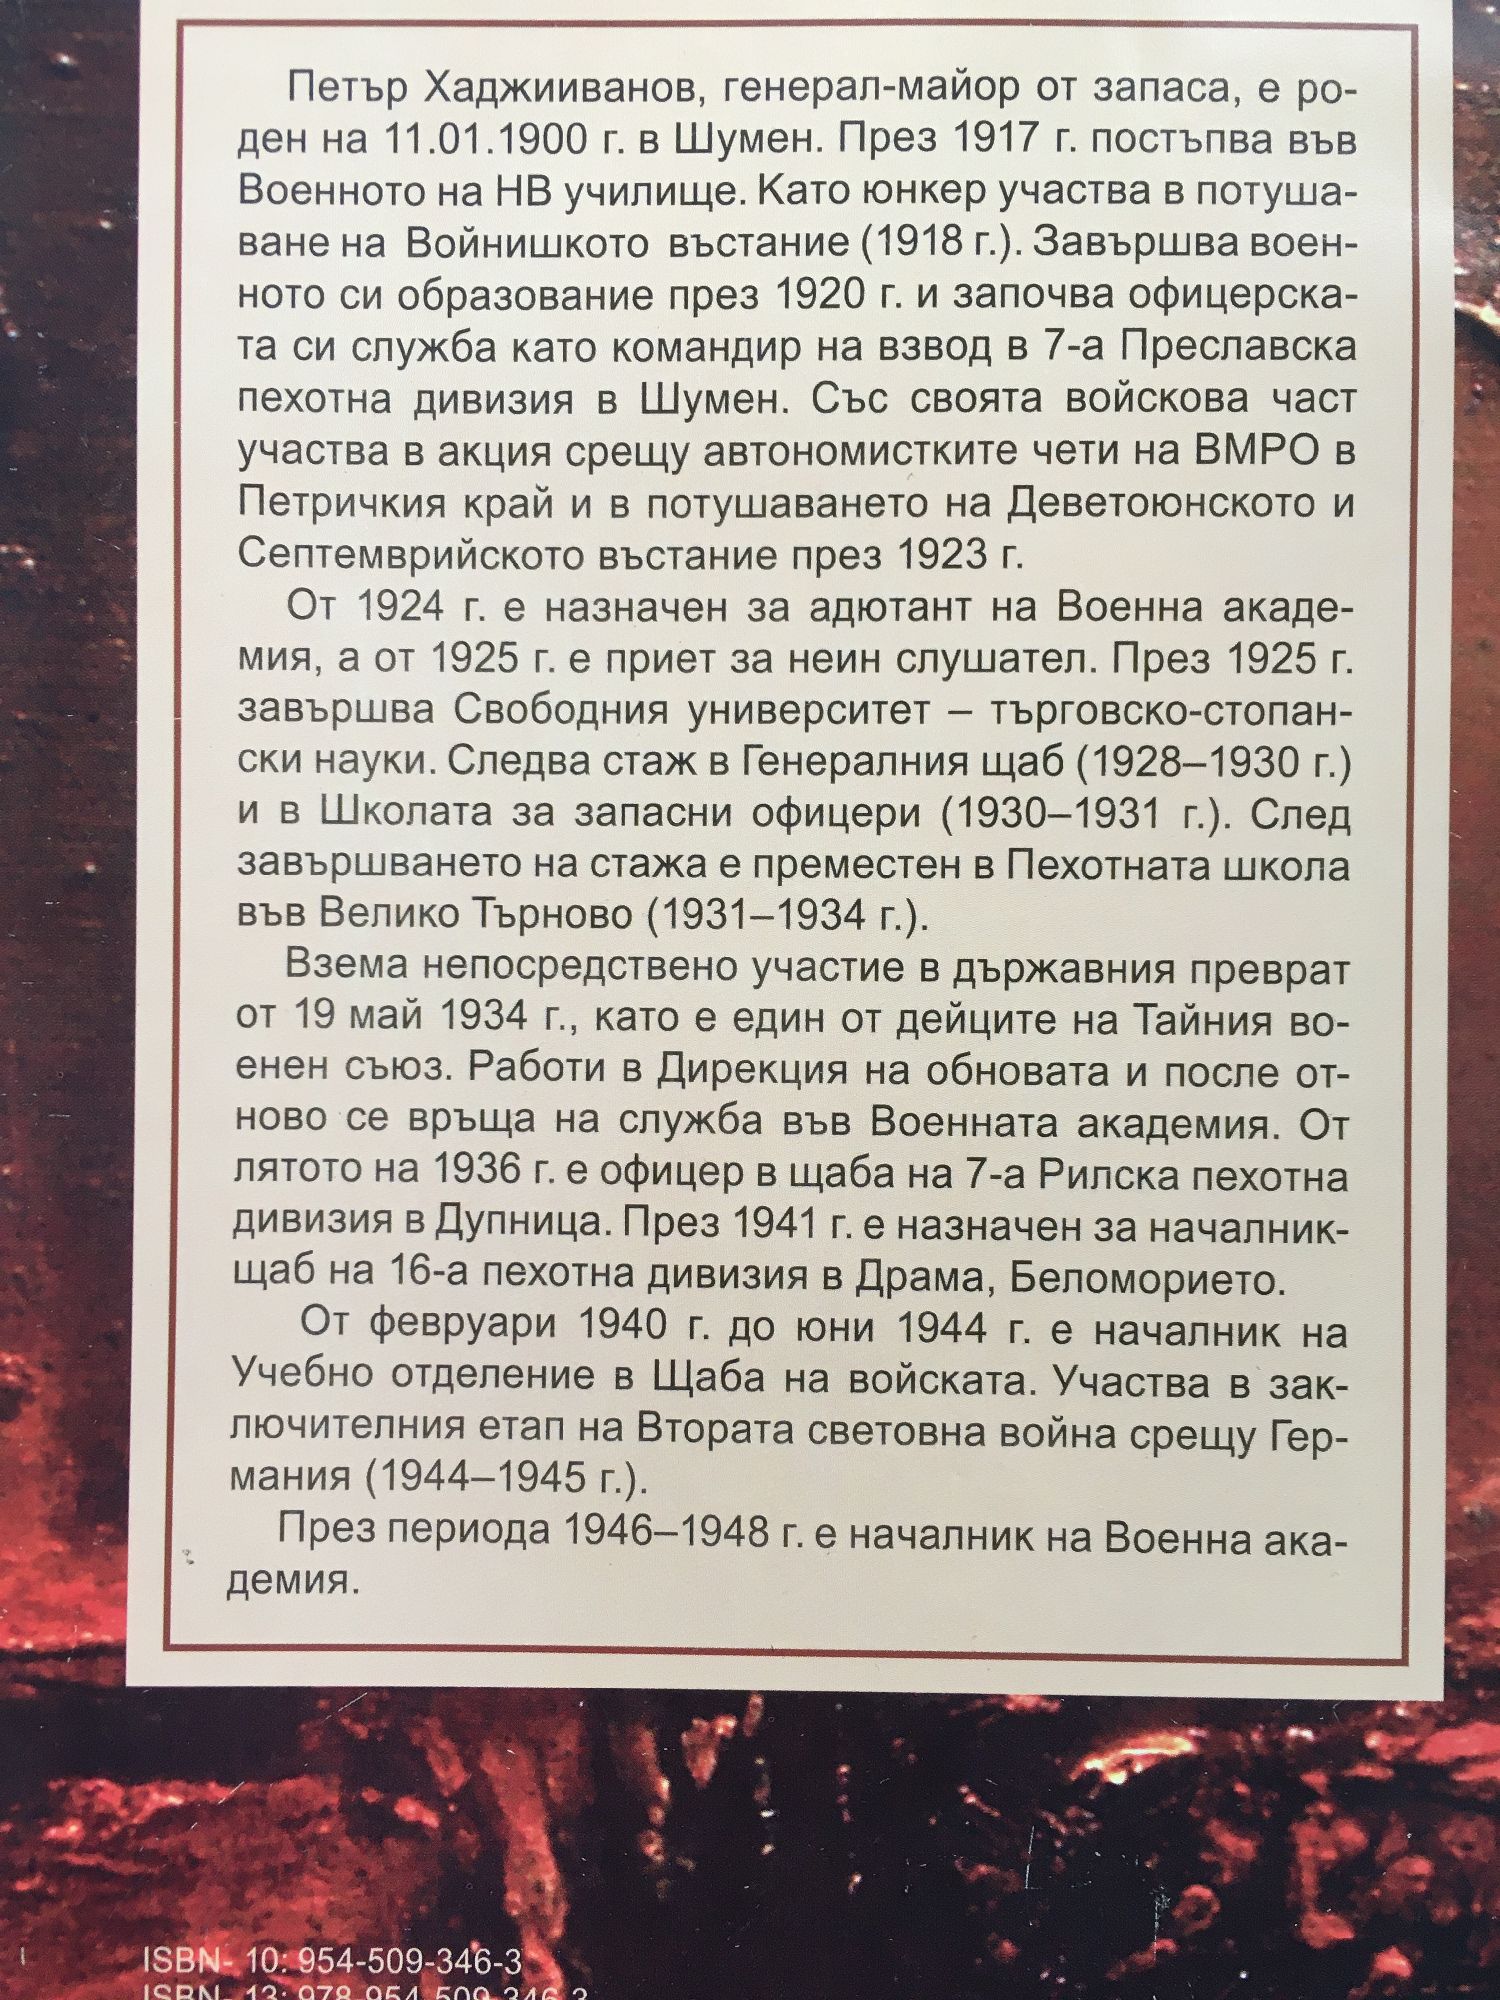 Петър Хаджииванов, генерал-майор от запаса, е ро-
ден на 11.01.1900 г. в Шумен. През 1917 г. постъпва във
Военното на НВ училище. Като юнкер участва в потуша-
ване на Войнишкото въстание (1918 г.). Завършва воен-
ното си образование през 1920 г. и започва офицерска-
та си служба като командир на взвод в 7-а Преславска
пехотна дивизия в Шумен. Със своята войскова част
участва в акция срещу автономистките чети на ВМРО в
Петричкия край и в потушаването на Деветоюнското и
Септемврийското въстание през 1923 г.
От 1924 г. е назначен за адютант на Военна акаде-
мия, а от 1925 г. е приет за неин слушател. През 1925 г.
завършва Свободния университет – търговско-стопан-
ски науки. Следва стаж в Генералния щаб (1928–1930 г.)
и в Школата за запасни офицери (1930–1931 г.). След
завършването на стажа е преместен в Пехотната школа
във Велико Търново (1931–1934 г.).
Взема непосредствено участие в държавния преврат
от 19 май 1934 г., като е един от дейците на Тайния во-
енен съюз. Работи в Дирекция на обновата и после от-
ново се връща на служба във Военната академия. От
лятото на 1936 г. е офицер в щаба на 7-а Рилска пехотна
дивизия в Дупница. През 1941 г. е назначен за началник-
щаб на 16-а пехотна дивизия в Драма, Беломорието.
От февруари 1940 г. до юни 1944 г. е началник на
Учебно отделение в Щаба на войската. Участва в зак-
лючителния етап на Втората световна война срещу Гер-
мания (1944–1945 г.).
През периода 1946–1948 г. е началник на Военна ака-
демия.
ISBN- 10: 954-509-346-3
ISBN- 13: 978-954-509-346-3